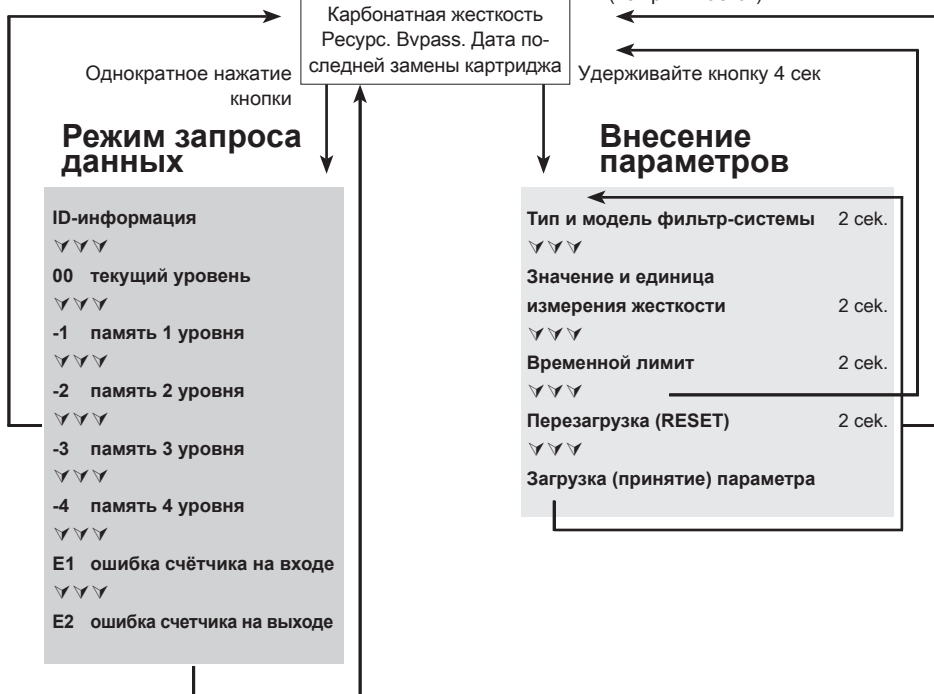 Карбонатная жесткость
Ресурс. Bvpass. Дата по-
следней замены картриджа
Однократное нажатие
кнопки
Удерживайте кнопку 4 сек
Режим запроса
данных
ID-информация
00 текущий уровень
-1 память 1 уровня
-2 память 2 уровня
-3 память 3 уровня
-4 память 4 уровня
E1 ошибка счётчика на входе
E2 ошибка счетчика на выходе
Внесение
параметров
Тип и модель фильтр-системы 2 сек.
Значение и единица
измерения жесткости 2 сек.
Временной лимит 2 сек.
Перезагрузка (RESET) 2 сек.
Загрузка (принятие) параметра